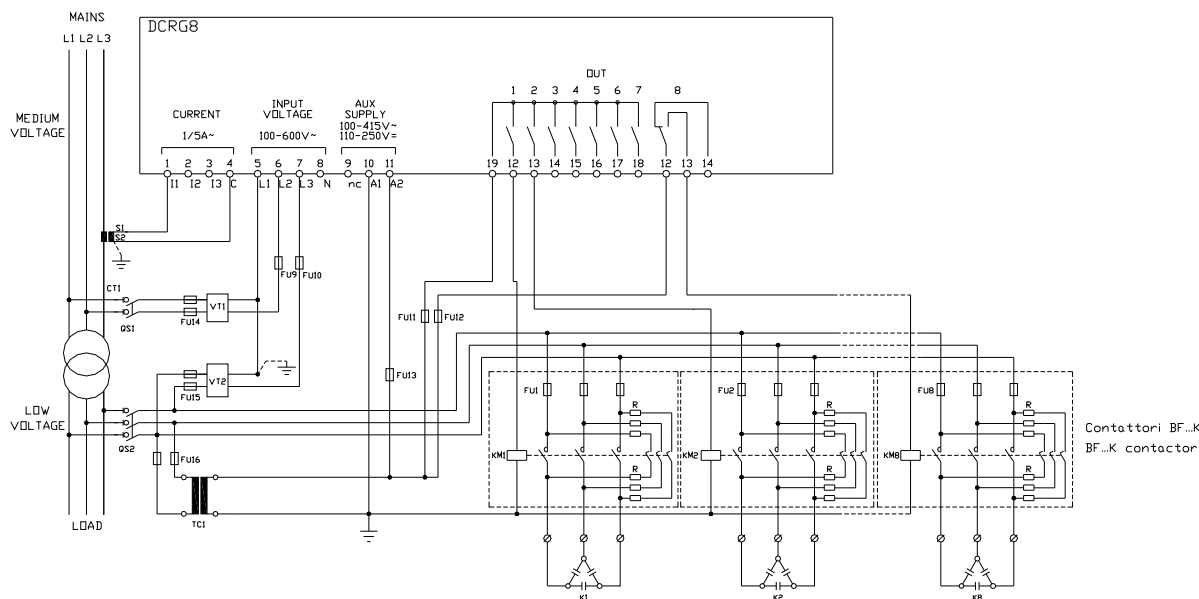 MAINS
L1 L2 L3
DCRG8
MEDIUM
VOLTAGE
CURRENT
1/5A~
INPUT
VOLTAGE
100-600V~
AUX
SUPPLY
100-415V~
110-250V=
OUT
1 2 3 4 5 6 7 8
1 2 3 4 5 6 7 8 9 10 11 19 12 13 14 15 16 17 18 12 13 14
I1 I2 I3 C L1 L2 L3 N nc A1 A2
S1
S2
FU9 FU10
CT1
VT1
FU14
QS1
FU11 FU12
VT2
FU15
FU13
FU1 FU2 FU8
R R R
LOW
VOLTAGE
QS2
FU16
KM1 KM2 KM8
R R R
Contattori BF...K
BF...K contactor
LOAD
TC1
K1 K2 K8